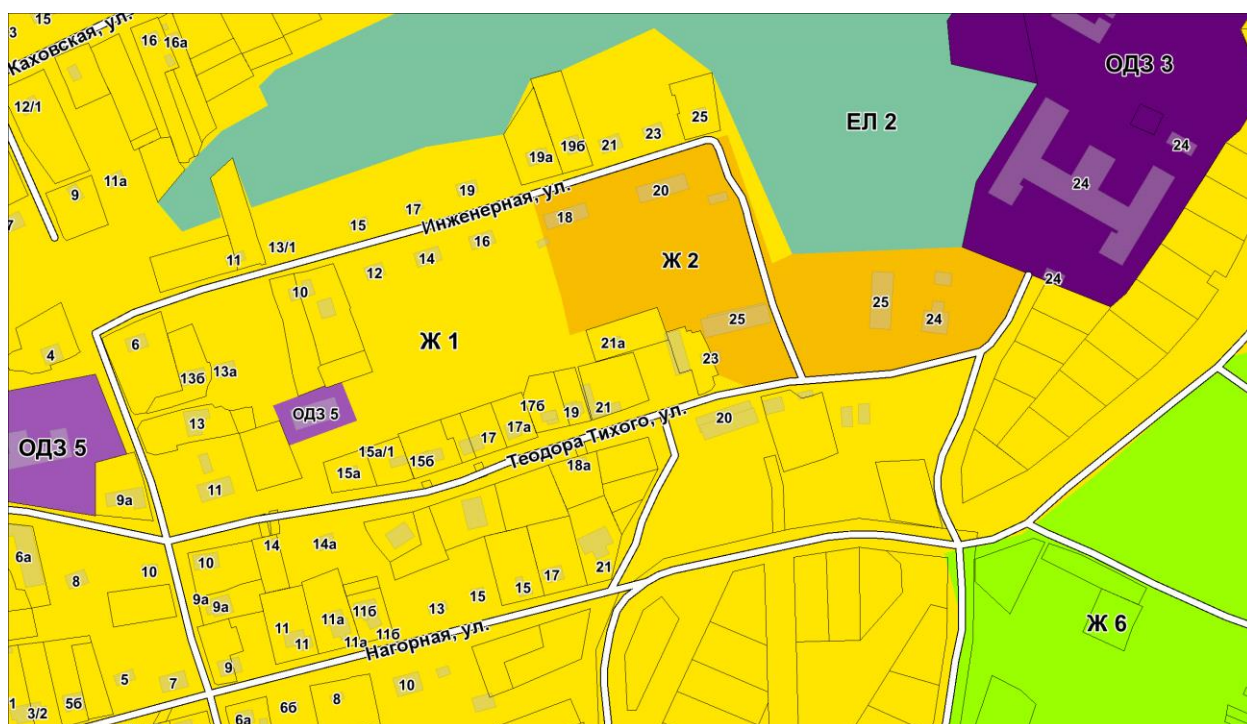 15
3
Каховская, ул.
16
16а
12/1
9
11а
7
ОДЗ 3
ЕЛ 2
24
24
24
25
23
21
19б
19а
19
17
15
13/1
11
Инженерная, ул.
20
18
16
14
12
10
Ж 2
Ж 1
25
25
24
4
6
13б
13а
13
11
ОДЗ 5
ОДЗ 5
9а
21а
23
21
19
17б
17а
17
15б
15а/1
15а
Теодора Тихого, ул.
20
18а
14
14а
10
10
6а
8
9а
9а
9
11
11
11а
11а
11б
11б
13
15
15
17
21
Нагорная, ул.
Ж 6
5
7
5б
1
3/2
6а
6б
8
10